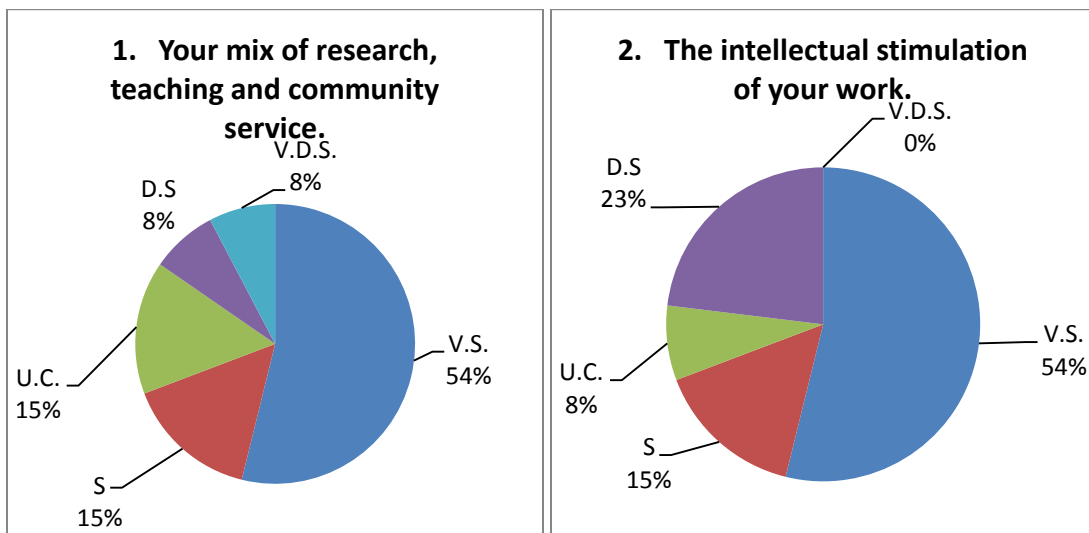 1. Your mix of research,
teaching and community
service.
V.D.S.
8%
D.S
8%
V.S.
54%
U.C.
15%
S
15%
2. The intellectual stimulation
of your work.
V.D.S.
0%
D.S
23%
V.S.
54%
U.C.
8%
S
15%